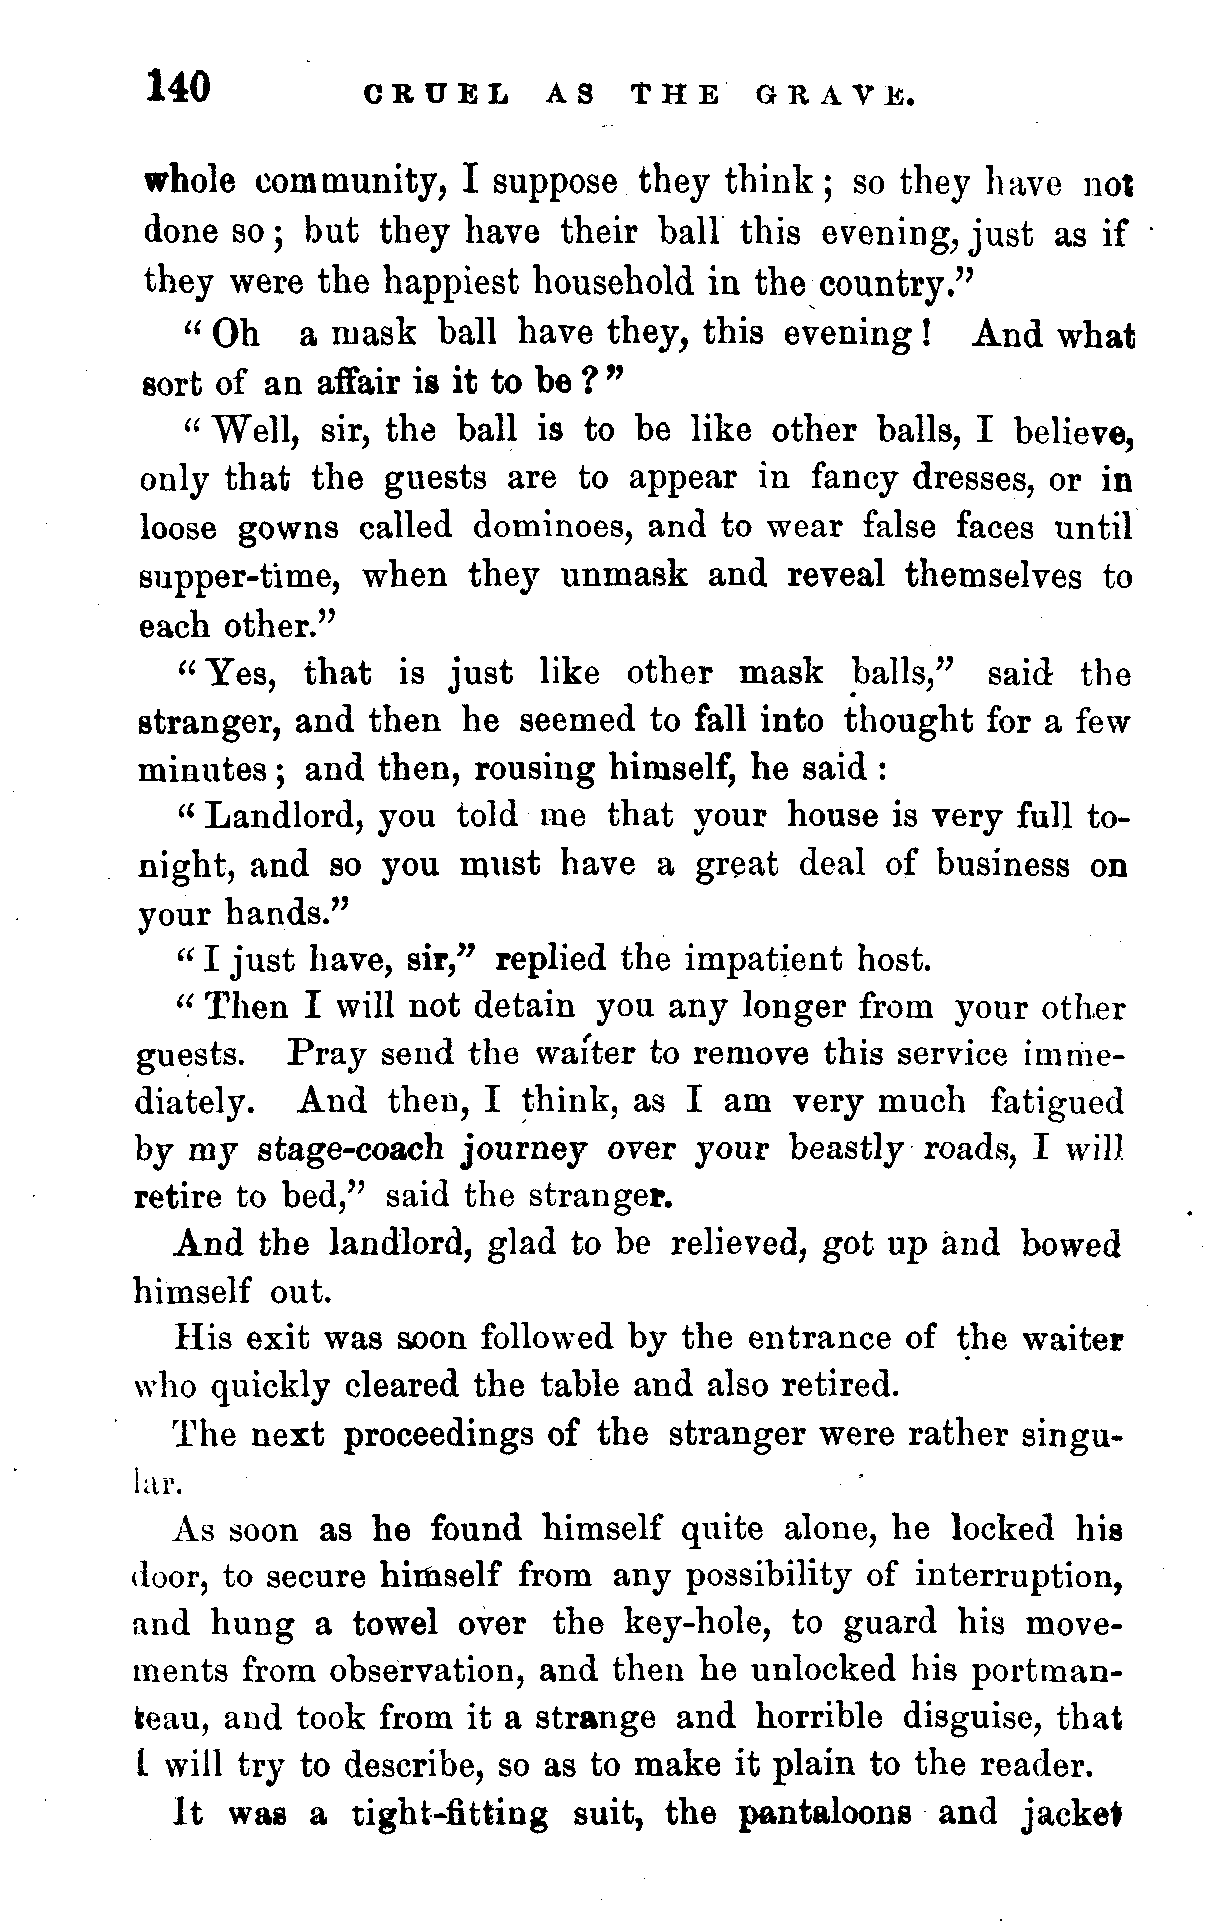 140 CRUEL AS THE GRAVE.
whole community, I suppose they think; so they have not
done so; but they have their ball this evening, just as if
they were the happiest household in the country."
"Oh a mask ball have they, this evening! And what
sort of an affair is it to be?"
"Well, sir, the ball is to be like other balls, I believe,
only that the guests are to appear in fancy dresses, or in
loose gowns called dominoes, and to wear false faces until
supper-time, when they unmask and reveal themselves to
each other."
"Yes, that is just like other mask balls," said the
stranger, and then he seemed to fall into thought for a few
minutes; and then, rousing himself, he said:
"Landlord, you told me that your house is very full to-
night, and so you must have a great deal of business on
your hands."
"I just have, sir," replied the impatient host.
"Then I will not detain you any longer from your other
guests. Pray send the waiter to remove this service imme-
diately. And then, I think, as I am very much fatigued
by my stage-coach journey over your beastly roads, I will
retire to bed," said the stranger.
And the landlord, glad to be relieved, got up and bowed
himself out.
His exit was soon followed by the entrance of the waiter
who quickly cleared the table and also retired.
The next proceedings of the stranger were rather singu-
lar.
As soon as he found himself quite alone, he locked his
door, to secure himself from any possibility of interruption,
and hung a towel over the key-hole, to guard his move-
ments from observation, and then he unlocked his portman-
teau, and took from it a strange and horrible disguise, that
I will try to describe, so as to make it plain to the reader.
It was a tight-fitting suit, the pantaloons and jacket